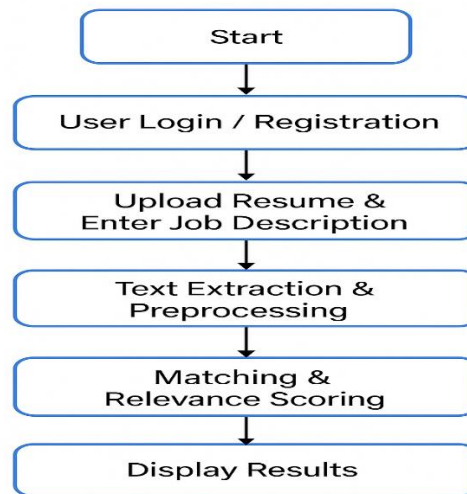 Start
User Login / Registration
Upload Resume &
Enter Job Description
Text Extraction &
Preprocessing
Matching &
Relevance Scoring
Display Results